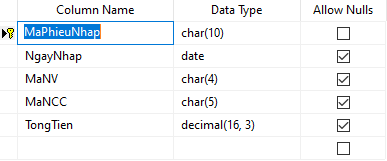 Column Name Data Type Allow Nulls
MaPhieuNhap char(10)
NgayNhap date
MaNV char(4)
MaNCC char(5)
TongTien decimal(16, 3)